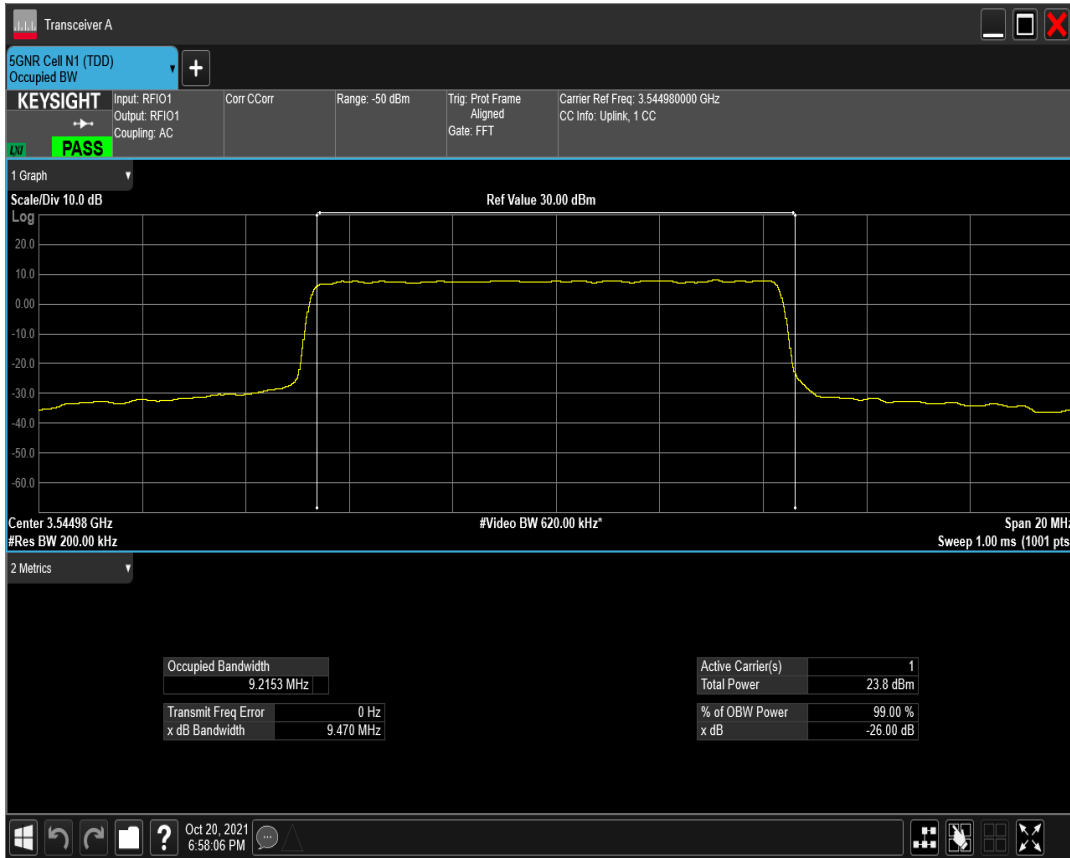 Transceiver A
5GNR Cell N1 (TDD)
Occupied BW
+
KEYSIGHT
LXI
PASS
Input: RFIO1
Output: RFIO1
Coupling: AC
Corr CCorr
Range: -50 dBm
Trig: Prot Frame
Aligned
Gate: FFT
Carrier Ref Freq: 3.544980000 GHz
CC Info: Uplink, 1 CC
1 Graph
Scale/Div 10.0 dB
Ref Value 30.00 dBm
Log
20.0
10.0
0.00
-10.0
-20.0
-30.0
-40.0
-50.0
-60.0
Center 3.54498 GHz
#Video BW 620.00 kHz*
Span 20 MHz
#Res BW 200.00 kHz
Sweep 1.00 ms (1001 pts
2 Metrics
Occupied Bandwidth
9.2153 MHz
Transmit Freq Error 0 Hz
x dB Bandwidth 9.470 MHz
Active Carrier(s) 1
Total Power 23.8 dBm
% of OBW Power 99.00 %
x dB -26.00 dB
?
Oct 20, 2021
6:58:06 PM